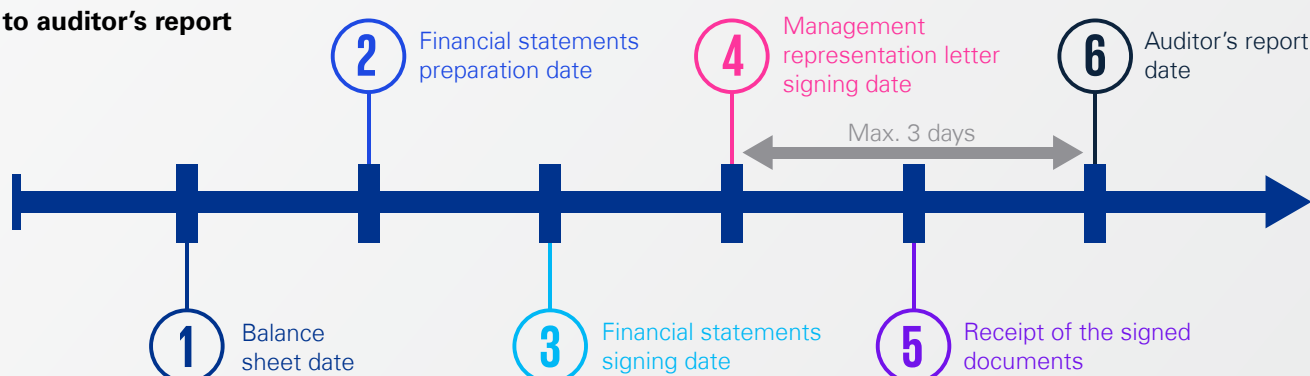 to auditor’s report
2
Financial statements
preparation date
4
Management
representation letter
signing date
6
Auditor’s report
date
Max. 3 days
1
Balance
sheet date
3
Financial statements
signing date
5
Receipt of the signed
documents